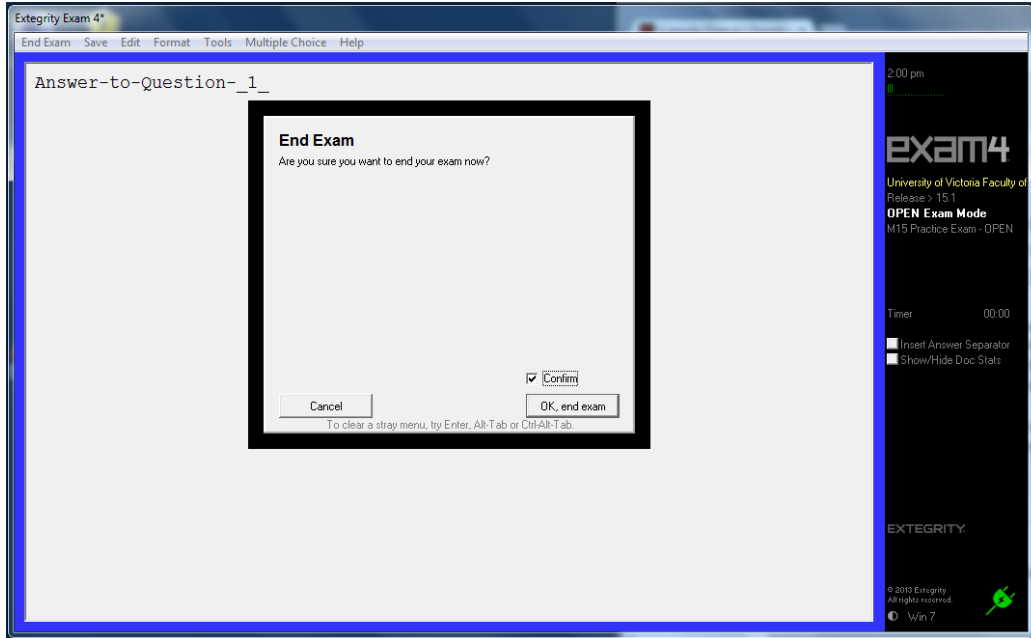 Extegrity Exam 4*
End Exam Save Edit Format Tools Multiple Choice Help
Answer-to-Question-_1_
End Exam
Are you sure you want to end your exam now?
Confirm
Cancel
OK, end exam
To clear a stray menu, try Enter, Alt-Tab or Ctrl-Alt-Tab.
2:00 pm
exam4
University of Victoria Faculty of
Release > 15.1
OPEN Exam Mode
M15 Practice Exam - OPEN
Timer 00:00
Insert Answer Separator
Show/Hide Doc Stats
EXTEGRITY
© 2013 Extegrity
All rights reserved.
Win 7